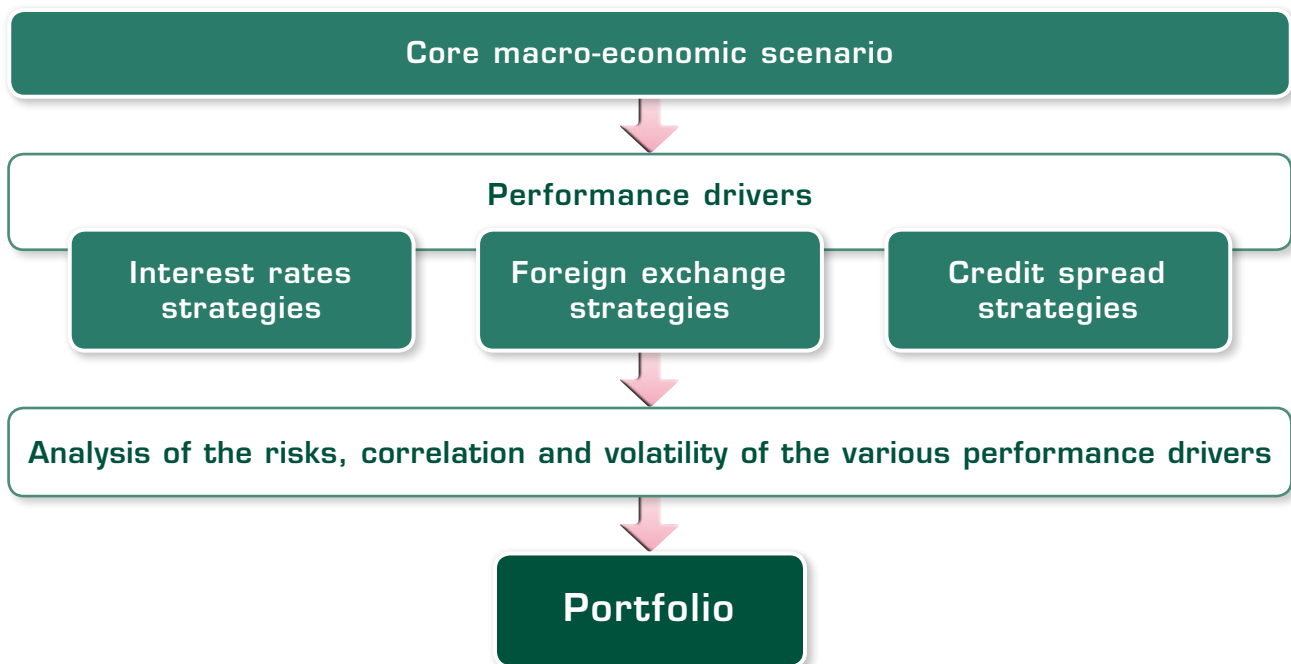 Core macro-economic scenario
Performance drivers
Interest rates
strategies
Foreign exchange
strategies
Credit spread
strategies
Analysis of the risks, correlation and volatility of the various performance drivers
Portfolio